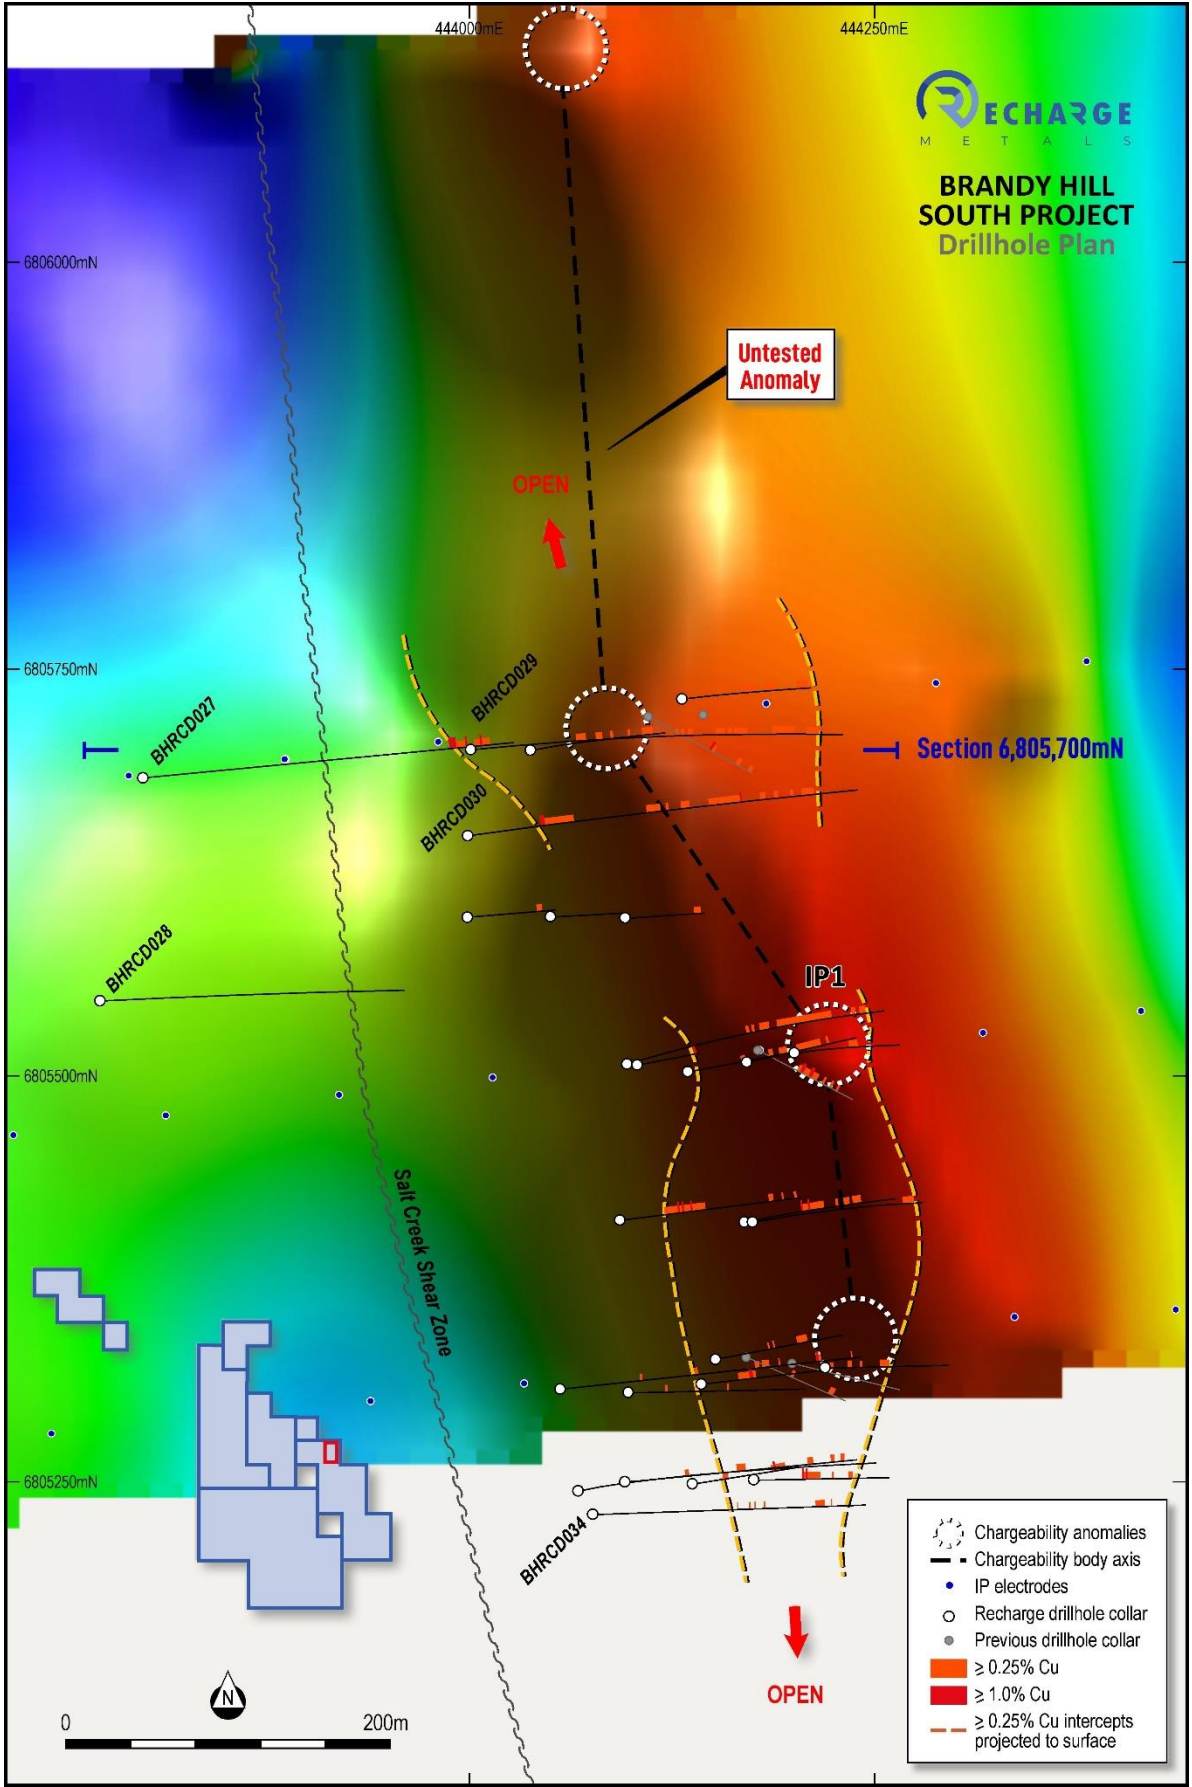 444000mE
444250mE
RECHARGE
METALS
BRANDY HILL
SOUTH PROJECT
Drillhole Plan
6806000mN
Untested
Anomaly
OPEN
6805750mN
BHRCD029
BHRCD027
Section 6,805,700mN
BHRCD030
BHRCD028
IP1
6805500mN
Salt Creek Shear Zone
6805250mN
BHRCD034
OPEN
N
0 200m
Chargeability anomalies
Chargeability body axis
IP electrodes
Recharge drillhole collar
Previous drillhole collar
≥ 0.25% Cu
≥ 1.0% Cu
≥ 0.25% Cu intercepts
projected to surface